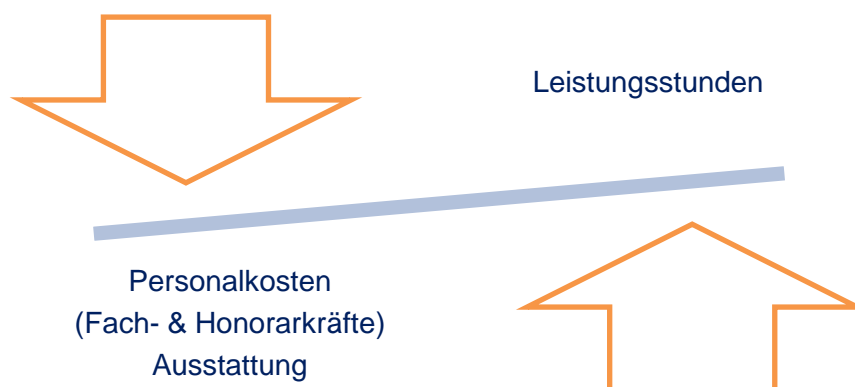 Leistungsstunden
Personalkosten
(Fach- & Honorarkräfte)
Ausstattung